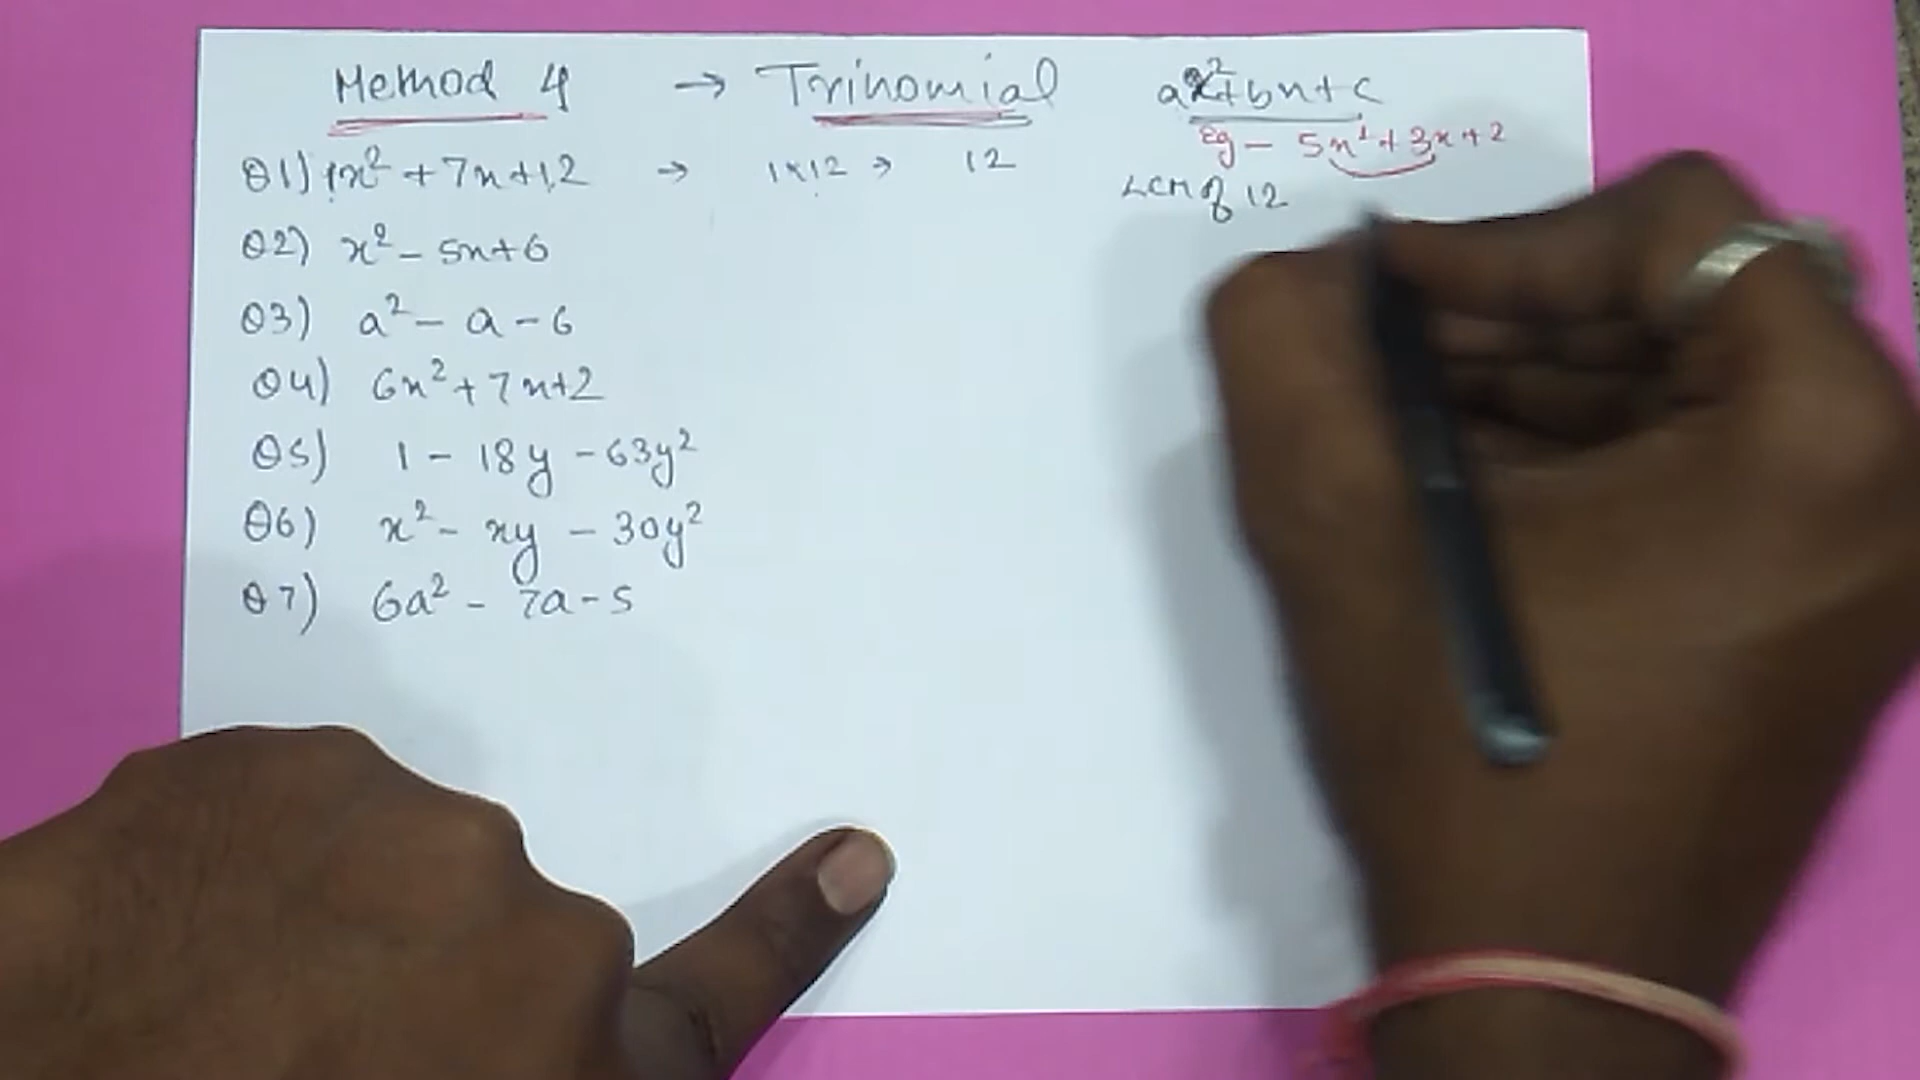 Method 4 → Trinomial ax²+bx+c
Eg - 5x²+3x+2
Q1) 1x²+7x+12 → 1x12 → 12
LCM of 12
Q2) x²-5x+6
Q3) a²-a-6
Q4) 6x²+7x+2
Q5) 1-18y-63y²
Q6) x²-xy-30y²
Q7) 6a²-7a-5